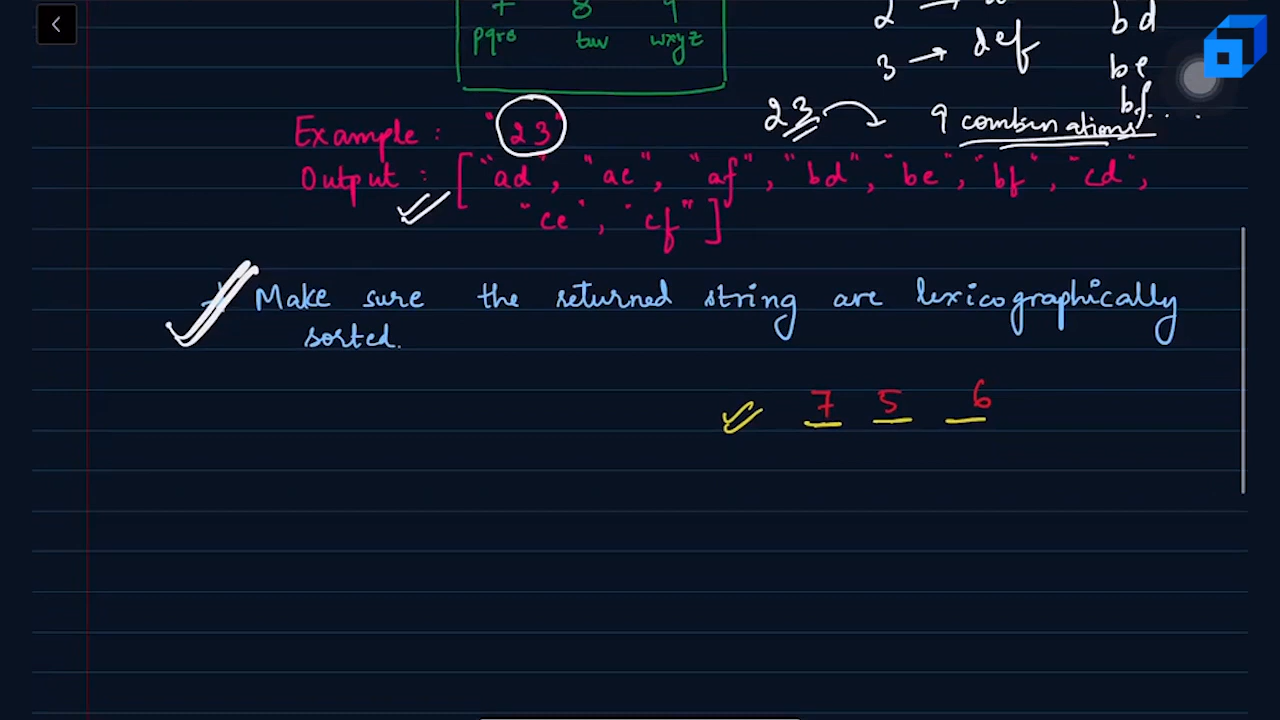 7 8 9
pqrs tuv wxyz
2 →
3 → def
bd
be
bf....
23 9 combinations
Example : "23"
Output : ["ad", "ae", "af", "bd", "be", "bf", "cd",
"ce", "cf"]
* Make sure the returned string are lexicographically
sorted.
7 5 6